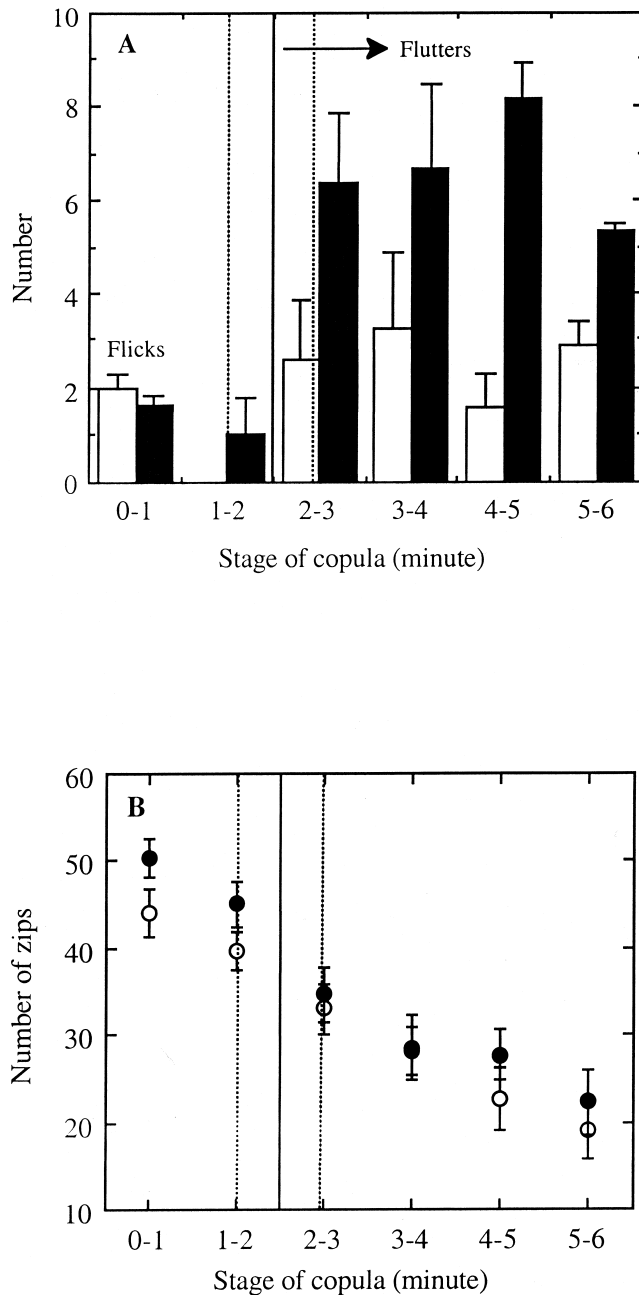 10
A
Flutters
8
6
Number
4
Flicks
2
0
0-1 1-2 2-3 3-4 4-5 5-6
Stage of copula (minute)
60
B
50
40
Number of zips
30
20
10
0-1 1-2 2-3 3-4 4-5 5-6
Stage of copula (minute)